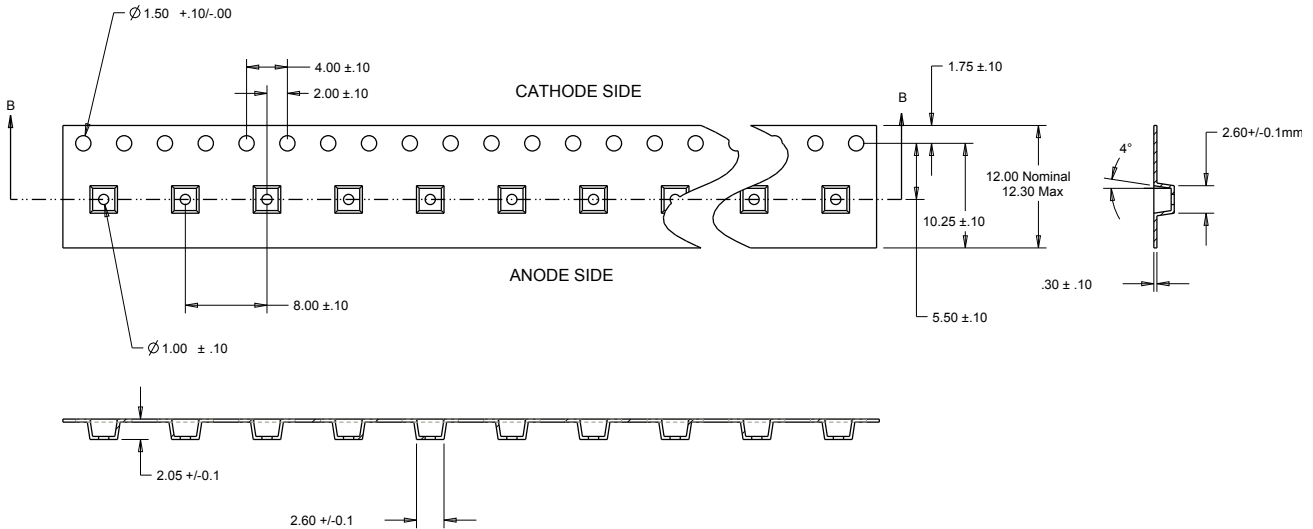 Ø 1.50 +.10/-.00
4.00 ±.10
2.00 ±.10
CATHODE SIDE
1.75 ±.10
B
B
2.60+/-0.1mm
4°
12.00 Nominal
12.30 Max
10.25 ±.10
ANODE SIDE
.30 ± .10
8.00 ±.10
5.50 ±.10
Ø 1.00 ± .10
2.05 +/-0.1
2.60 +/-0.1